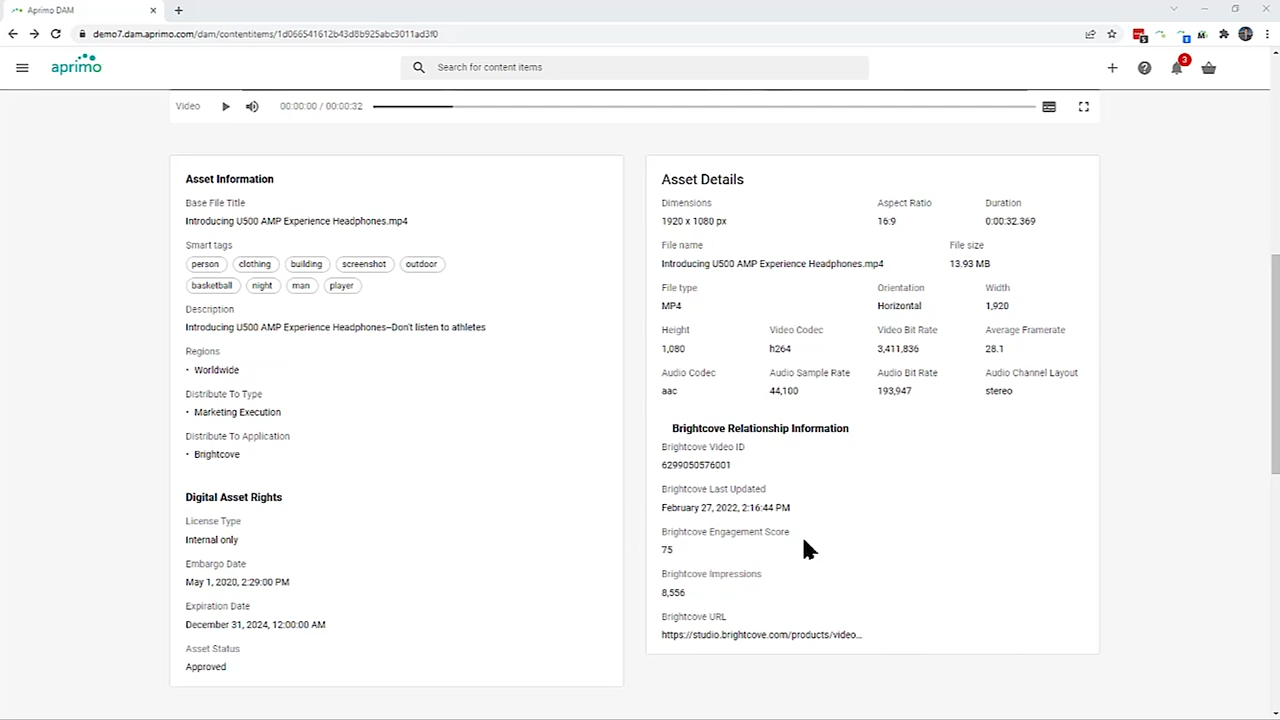 Aprimo DAM
demo7.dam.aprimo.com/dam/contentitems/1d066541612b43d8b925abc3011ad3f0
aprimo
Search for content items
3
Video
00:00:00 / 00:00:32
Asset Information
Base File Title
Introducing U500 AMP Experience Headphones.mp4
Smart tags
person clothing building screenshot outdoor
basketball night man player
Description
Introducing U500 AMP Experience Headphones–Don't listen to athletes
Regions
• Worldwide
Distribute To Type
• Marketing Execution
Distribute To Application
• Brightcove
Digital Asset Rights
License Type
Internal only
Embargo Date
May 1, 2020, 2:29:00 PM
Expiration Date
December 31, 2024, 12:00:00 AM
Asset Status
Approved
Asset Details
Dimensions Aspect Ratio Duration
1920 x 1080 px 16:9 0:00:32.369
File name File size
Introducing U500 AMP Experience Headphones.mp4 13.93 MB
File type Orientation Width
MP4 Horizontal 1,920
Height Video Codec Video Bit Rate Average Framerate
1,080 h264 3,411,836 28.1
Audio Codec Audio Sample Rate Audio Bit Rate Audio Channel Layout
aac 44,100 193,947 stereo
Brightcove Relationship Information
Brightcove Video ID
6299050576001
Brightcove Last Updated
February 27, 2022, 2:16:44 PM
Brightcove Engagement Score
75
Brightcove Impressions
8,556
Brightcove URL
https://studio.brightcove.com/products/video...